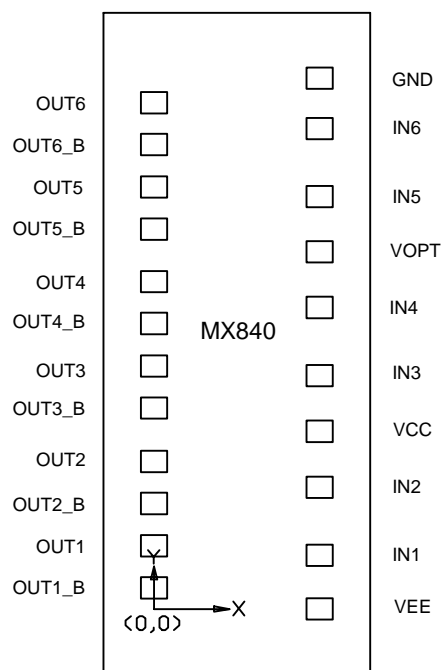 GND
OUT6
IN6
OUT6_B
OUT5
IN5
OUT5_B
VOPT
OUT4
IN4
OUT4_B
MX840
OUT3
IN3
OUT3_B
VCC
OUT2
IN2
OUT2_B
OUT1
Y
IN1
OUT1_B
X
VEE
(0,0)